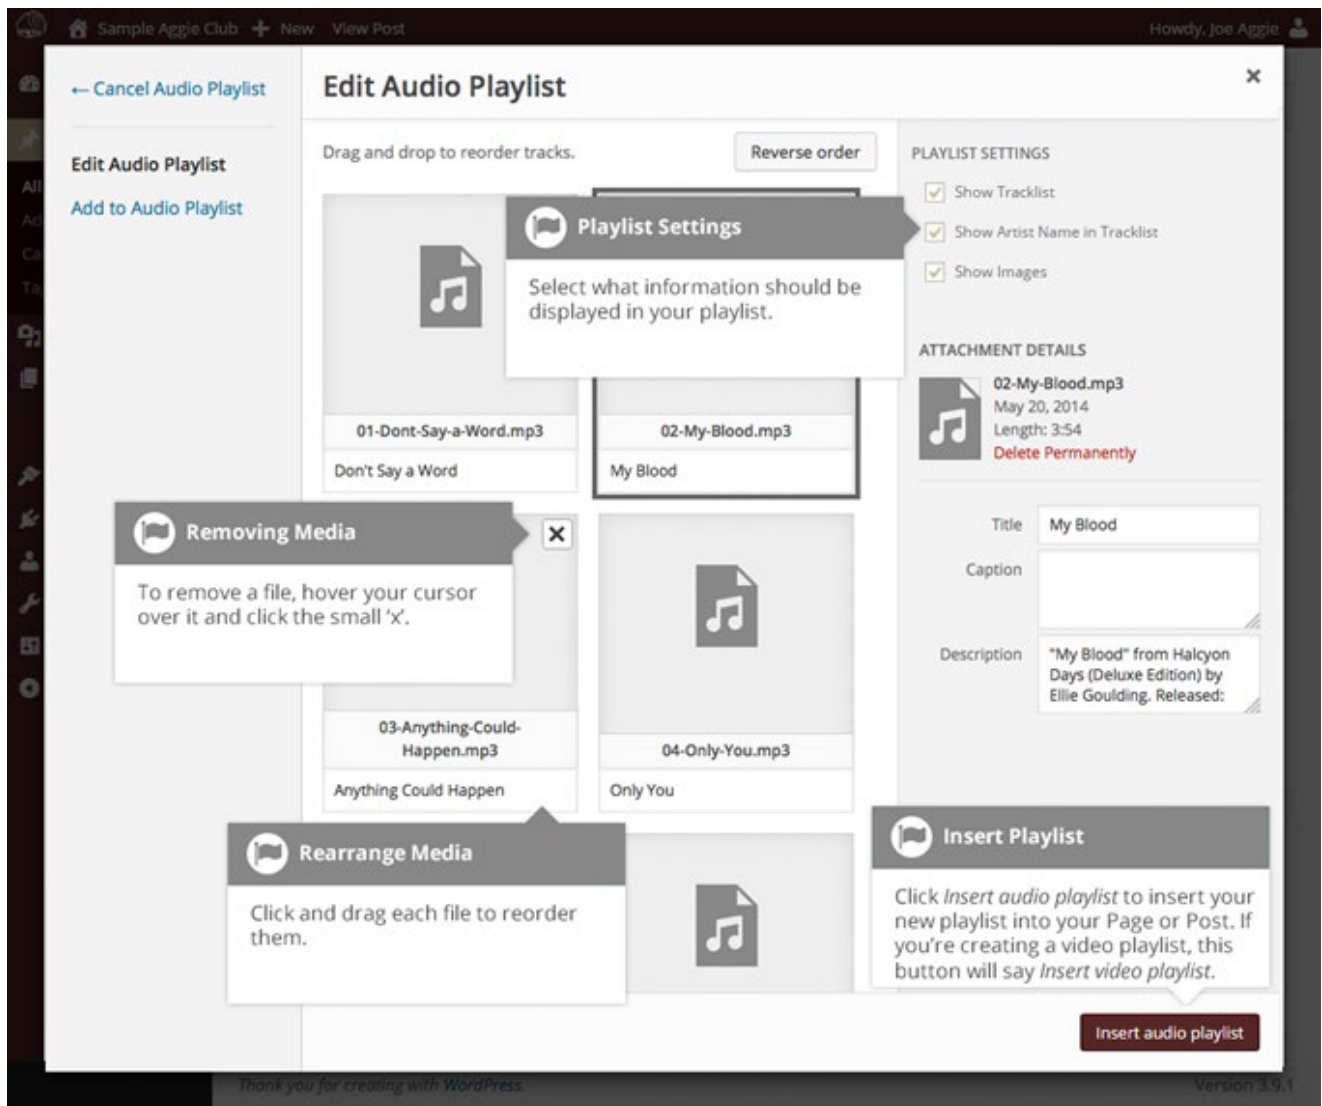 Sample Aggie Club + New View Post
Howdy, Joe Aggie
← Cancel Audio Playlist
Edit Audio Playlist
Add to Audio Playlist
All
Ad
Ca
Ta
Edit Audio Playlist
×
Drag and drop to reorder tracks.
Reverse order
01-Dont-Say-a-Word.mp3
Don't Say a Word
02-My-Blood.mp3
My Blood
Playlist Settings
Select what information should be
displayed in your playlist.
Removing Media
To remove a file, hover your cursor
over it and click the small ‘x’.
03-Anything-Could-
Happen.mp3
Anything Could Happen
04-Only-You.mp3
Only You
Rearrange Media
Click and drag each file to reorder
them.
PLAYLIST SETTINGS
Show Tracklist
Show Artist Name in Tracklist
Show Images
ATTACHMENT DETAILS
02-My-Blood.mp3
May 20, 2014
Length: 3:54
Delete Permanently
Title
My Blood
Caption
Description
"My Blood" from Halcyon
Days (Deluxe Edition) by
Ellie Goulding. Released:
Insert Playlist
Click Insert audio playlist to insert your
new playlist into your Page or Post. If
you’re creating a video playlist, this
button will say Insert video playlist.
Insert audio playlist
Thank you for creating with WordPress.
Version 3.9.1